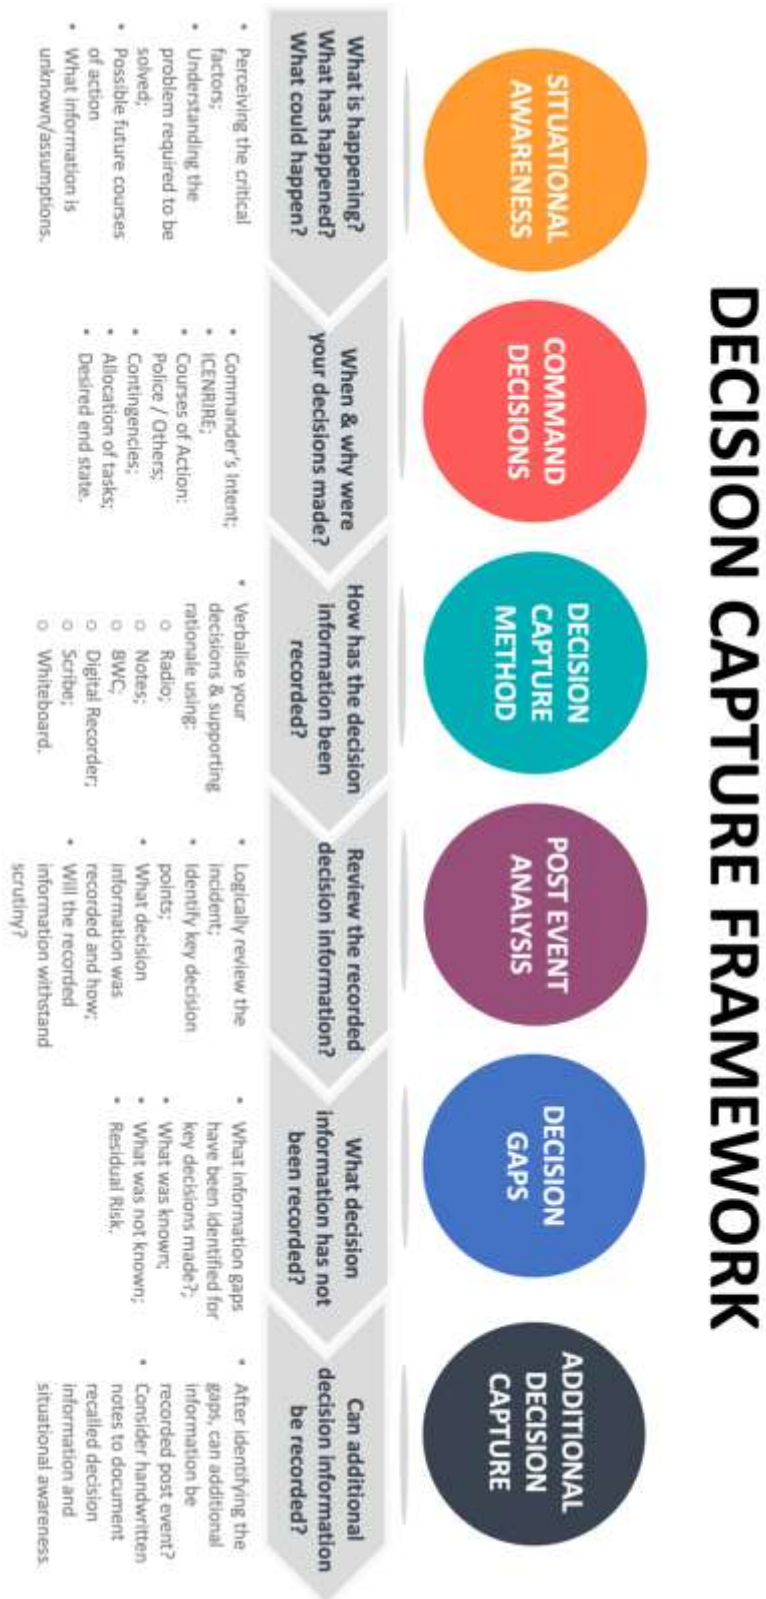 DECISION CAPTURE FRAMEWORK
SITUATIONAL
AWARENESS
What is happening?
What has happened?
What could happen?
• Perceiving the critical
factors;
• Understanding the
problem required to be
solved;
• Possible future courses
of action
• What information is
unknown/assumptions.
COMMAND
DECISIONS
When & why were
your decisions made?
• Commander's Intent;
• ICENRIRE;
• Courses of Action:
Police / Others;
• Contingencies;
• Allocation of tasks;
• Desired end state.
DECISION
CAPTURE
METHOD
How has the decision
information been
recorded?
• Verbalise your
decisions & supporting
rationale using:
o Radio;
o Notes;
o BWC;
o Digital Recorder;
o Scribe;
o Whiteboard.
POST EVENT
ANALYSIS
Review the recorded
decision information?
• Logically review the
incident;
• Identify key decision
points;
• What decision
information was
recorded and how;
• Will the recorded
information withstand
scrutiny?
DECISION
GAPS
What decision
information has not
been recorded?
• What information gaps
have been identified for
key decisions made?;
• What was known;
• What was not known;
• Residual Risk.
ADDITIONAL
DECISION
CAPTURE
Can additional
decision information
be recorded?
• After identifying the
gaps, can additional
information be
recorded post event?
• Consider handwritten
notes to document
recalled decision
information and
situational awareness.